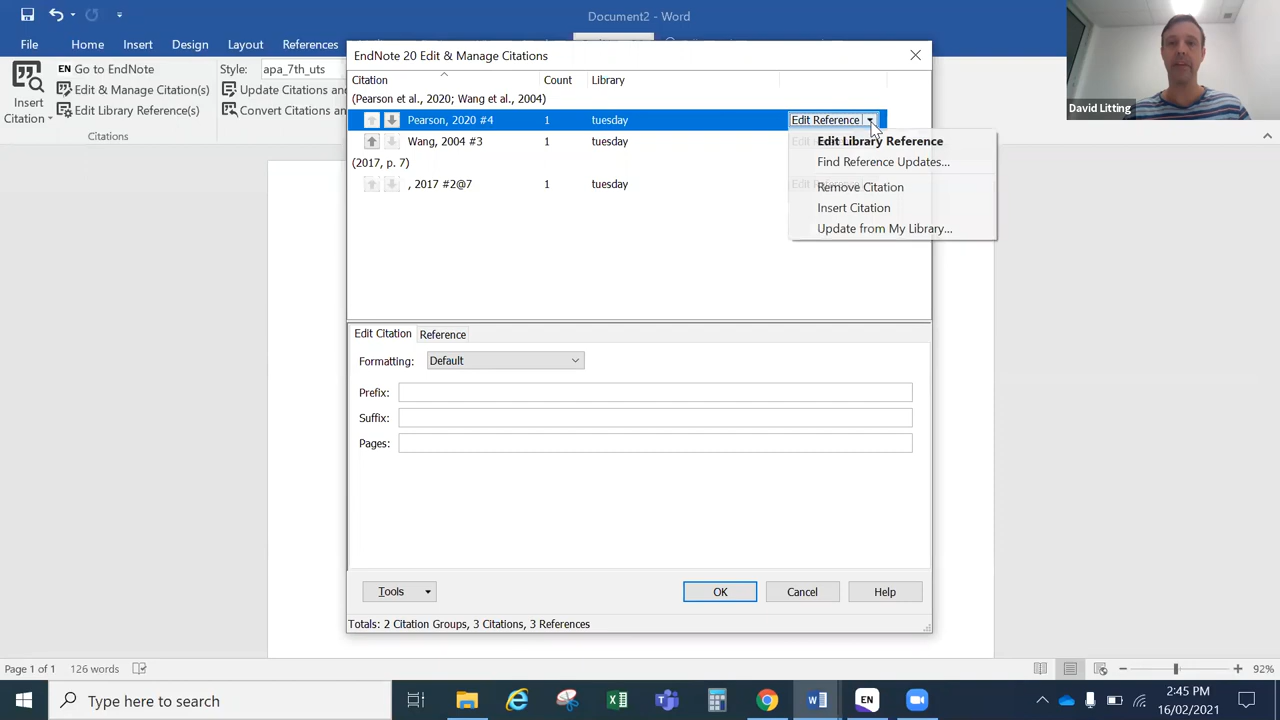 Document2 - Word
File Home Insert Design Layout References
EN Go to EndNote
Style: apa_7th_uts
Edit & Manage Citation(s)
Update Citations and
Insert Citation
Edit Library Reference(s)
Convert Citations an
Citations
David Litting
EndNote 20 Edit & Manage Citations
Citation Count Library
(Pearson et al., 2020; Wang et al., 2004)
Pearson, 2020 #4 1 tuesday Edit Reference
Wang, 2004 #3 1 tuesday
(2017, p. 7)
, 2017 #2@7 1 tuesday
Edit Library Reference
Find Reference Updates...
Remove Citation
Insert Citation
Update from My Library...
Edit Citation Reference
Formatting: Default
Prefix:
Suffix:
Pages:
Tools OK Cancel Help
Totals: 2 Citation Groups, 3 Citations, 3 References
Page 1 of 1 126 words 92%
Type here to search
EN
2:45 PM
16/02/2021